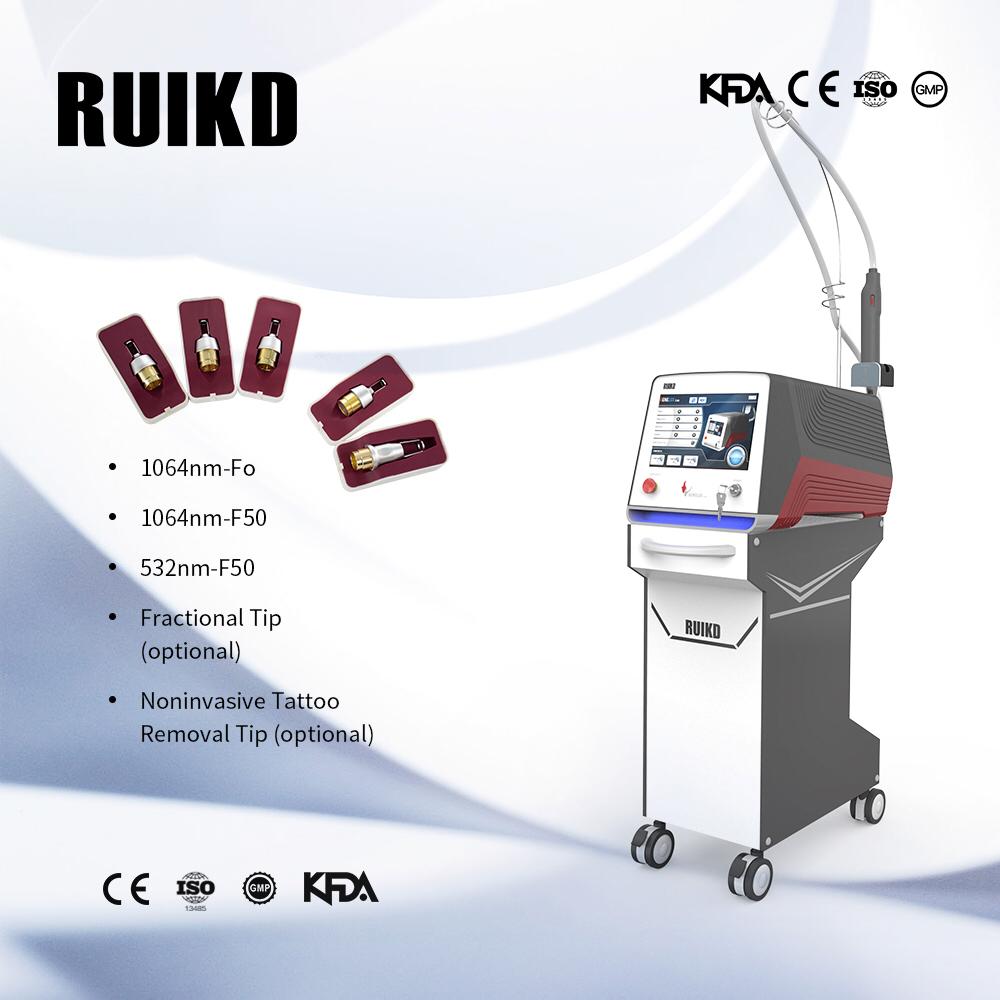 RUIKD
KFDA CE ISO 13485 GMP
RUIKD
1064nm-Fo
1064nm-F50
532nm-F50
Fractional Tip
(optional)
Noninvasive Tattoo
Removal Tip (optional)
RUIKD
CE ISO 13485 GMP KFDA